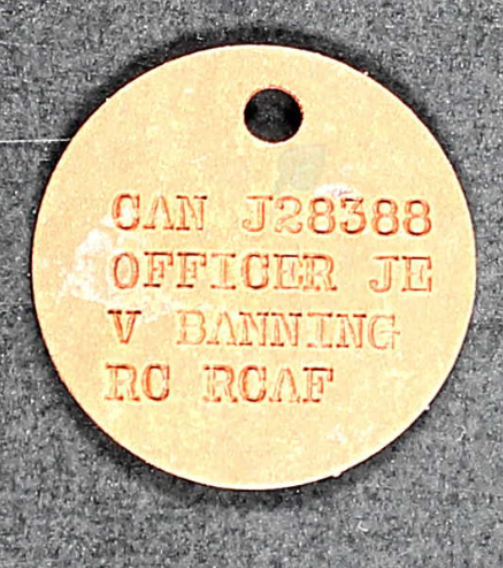 CAN J28388
OFFICER JE
V BANNING
RC RCAF